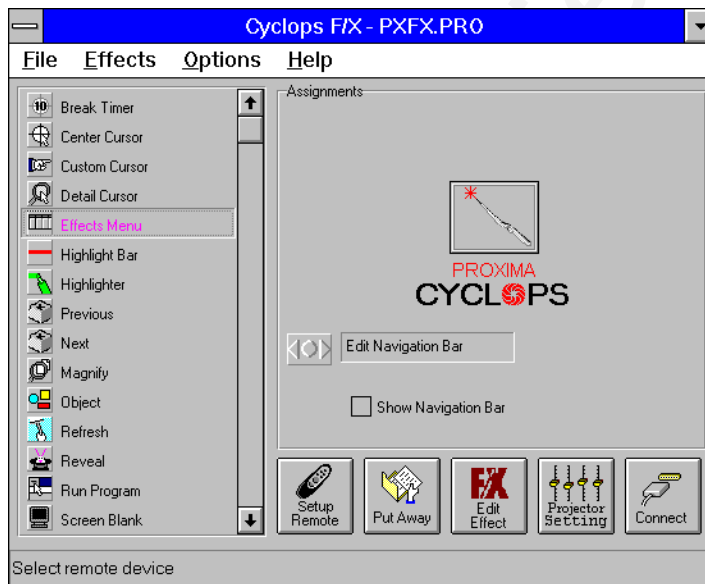 Cyclops F/X - PXFX.PRO
File Effects Options Help
10 Break Timer
Center Cursor
Custom Cursor
Detail Cursor
Effects Menu
Highlight Bar
Highlighter
Previous
Next
Magnify
Object
Refresh
Reveal
Run Program
Screen Blank
Assignments
PROXIMA
CYCLOPS
Edit Navigation Bar
Show Navigation Bar
Setup
Remote
Put Away
F/X
Edit
Effect
Projector
Setting
Connect
Select remote device